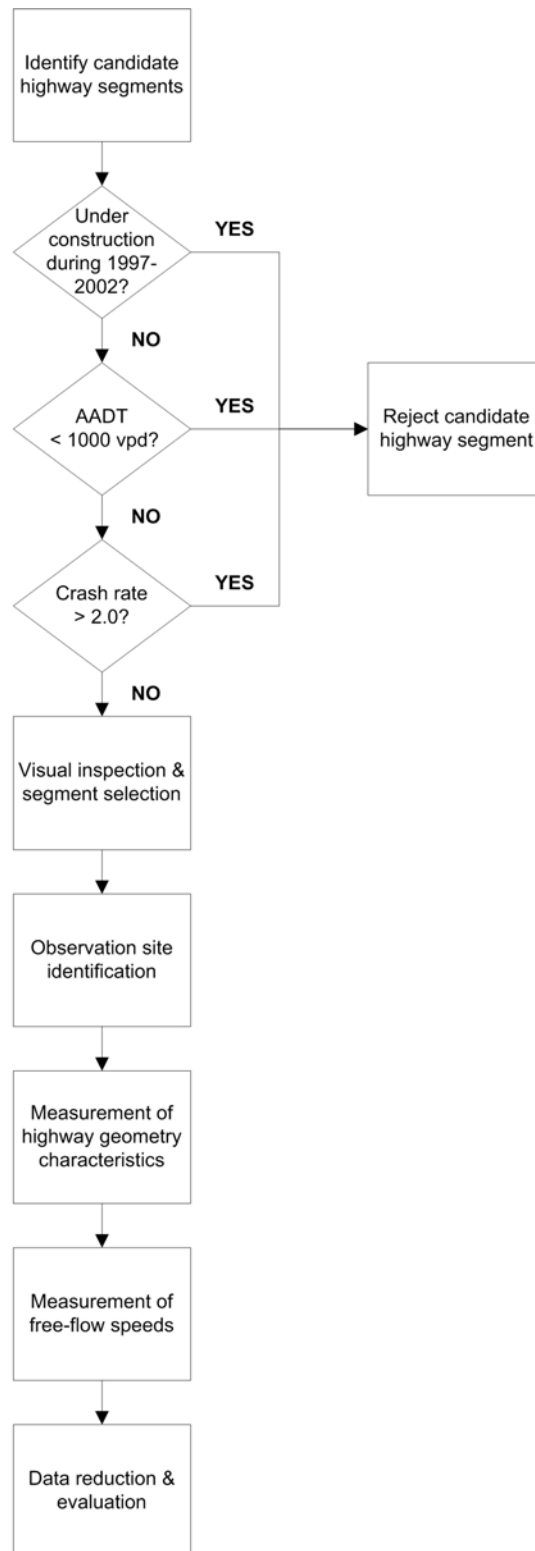 Identify candidate
highway segments
Under
construction
during 1997-
2002?
YES
NO
AADT
< 1000 vpd?
YES
Reject candidate
highway segment
NO
Crash rate
> 2.0?
YES
NO
Visual inspection &
segment selection
Observation site
identification
Measurement of
highway geometry
characteristics
Measurement of
free-flow speeds
Data reduction &
evaluation